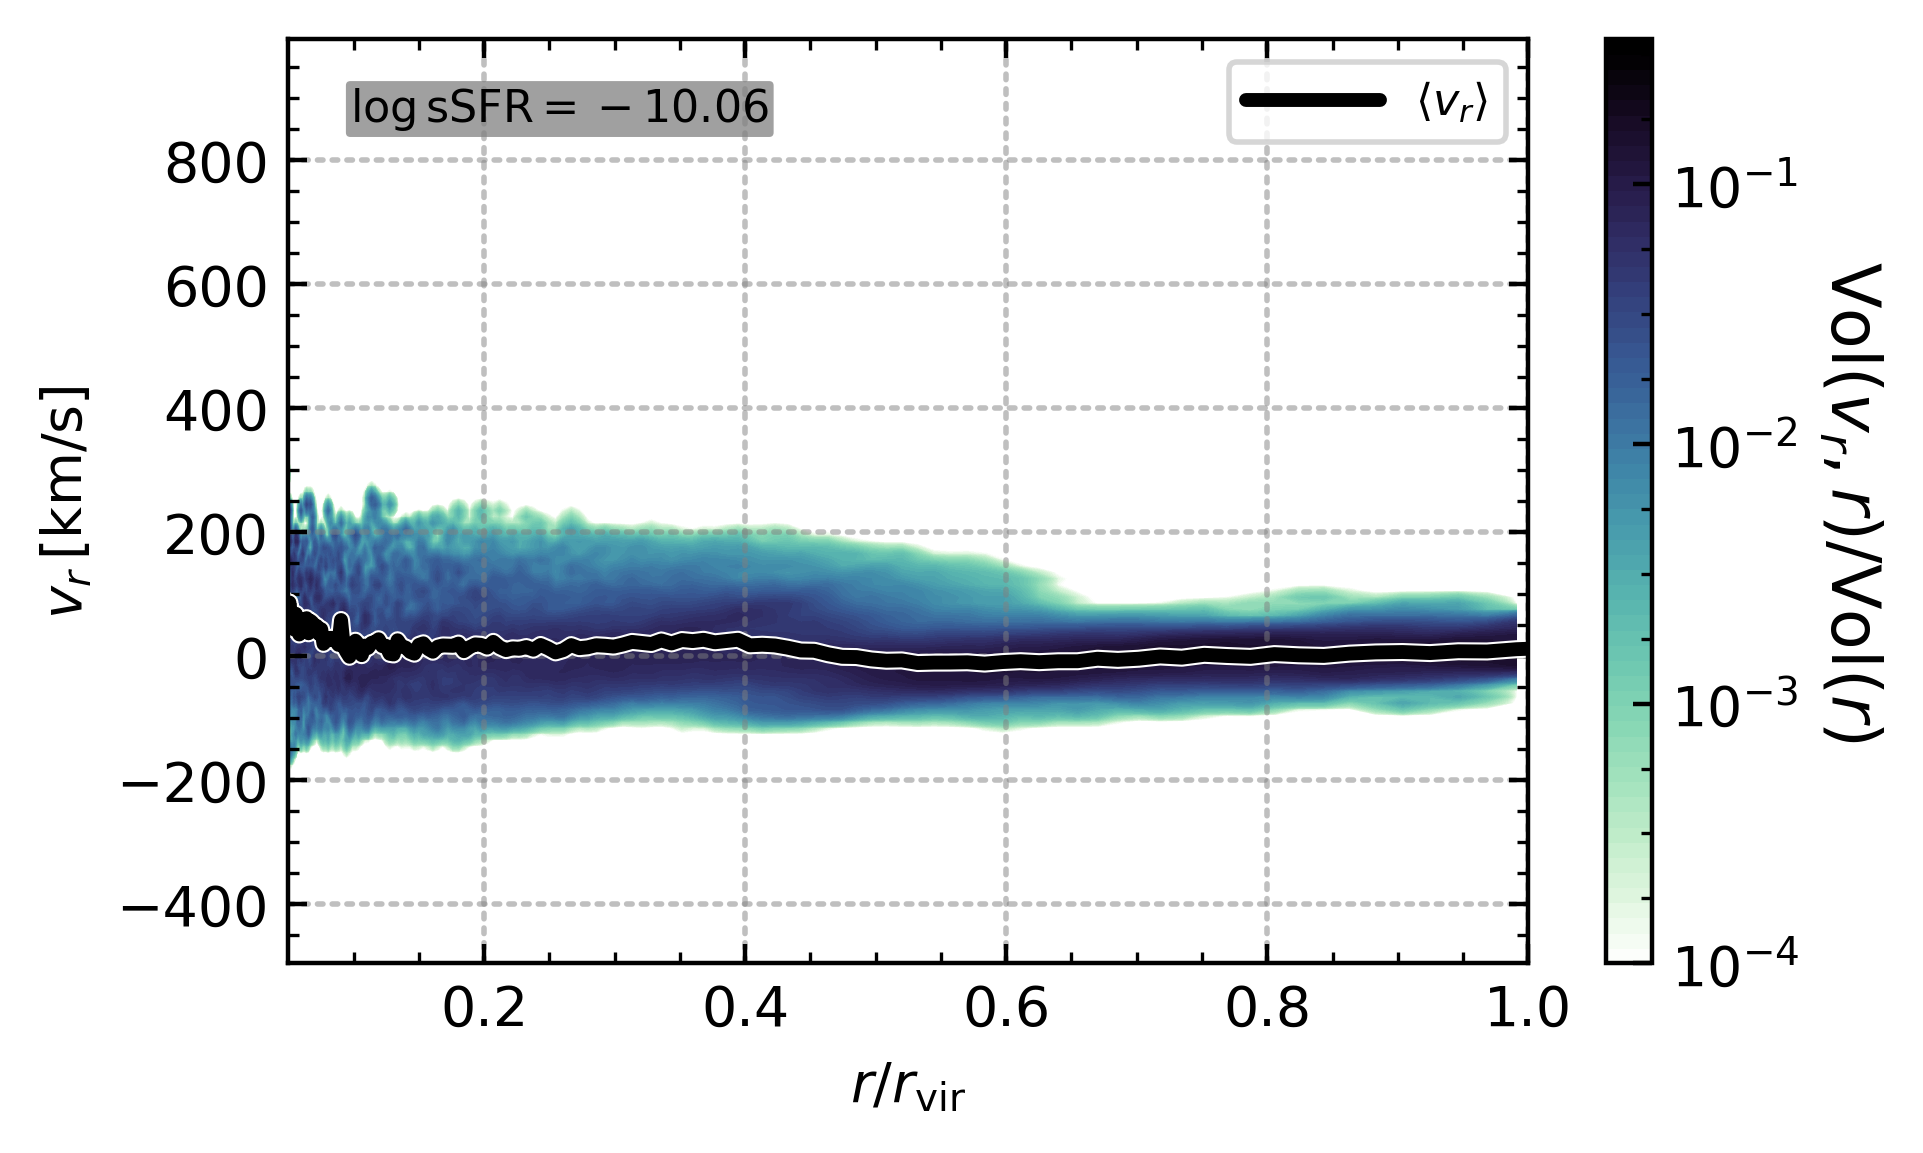 log sSFR = − 10.06
⟨v_r⟩
800
600
400
200
0
−200
−400
v_r [km/s]
0.2 0.4 0.6 0.8 1.0
r/r_vir
10⁻¹
10⁻²
10⁻³
10⁻⁴
Vol(v_r, r)/Vol(r)